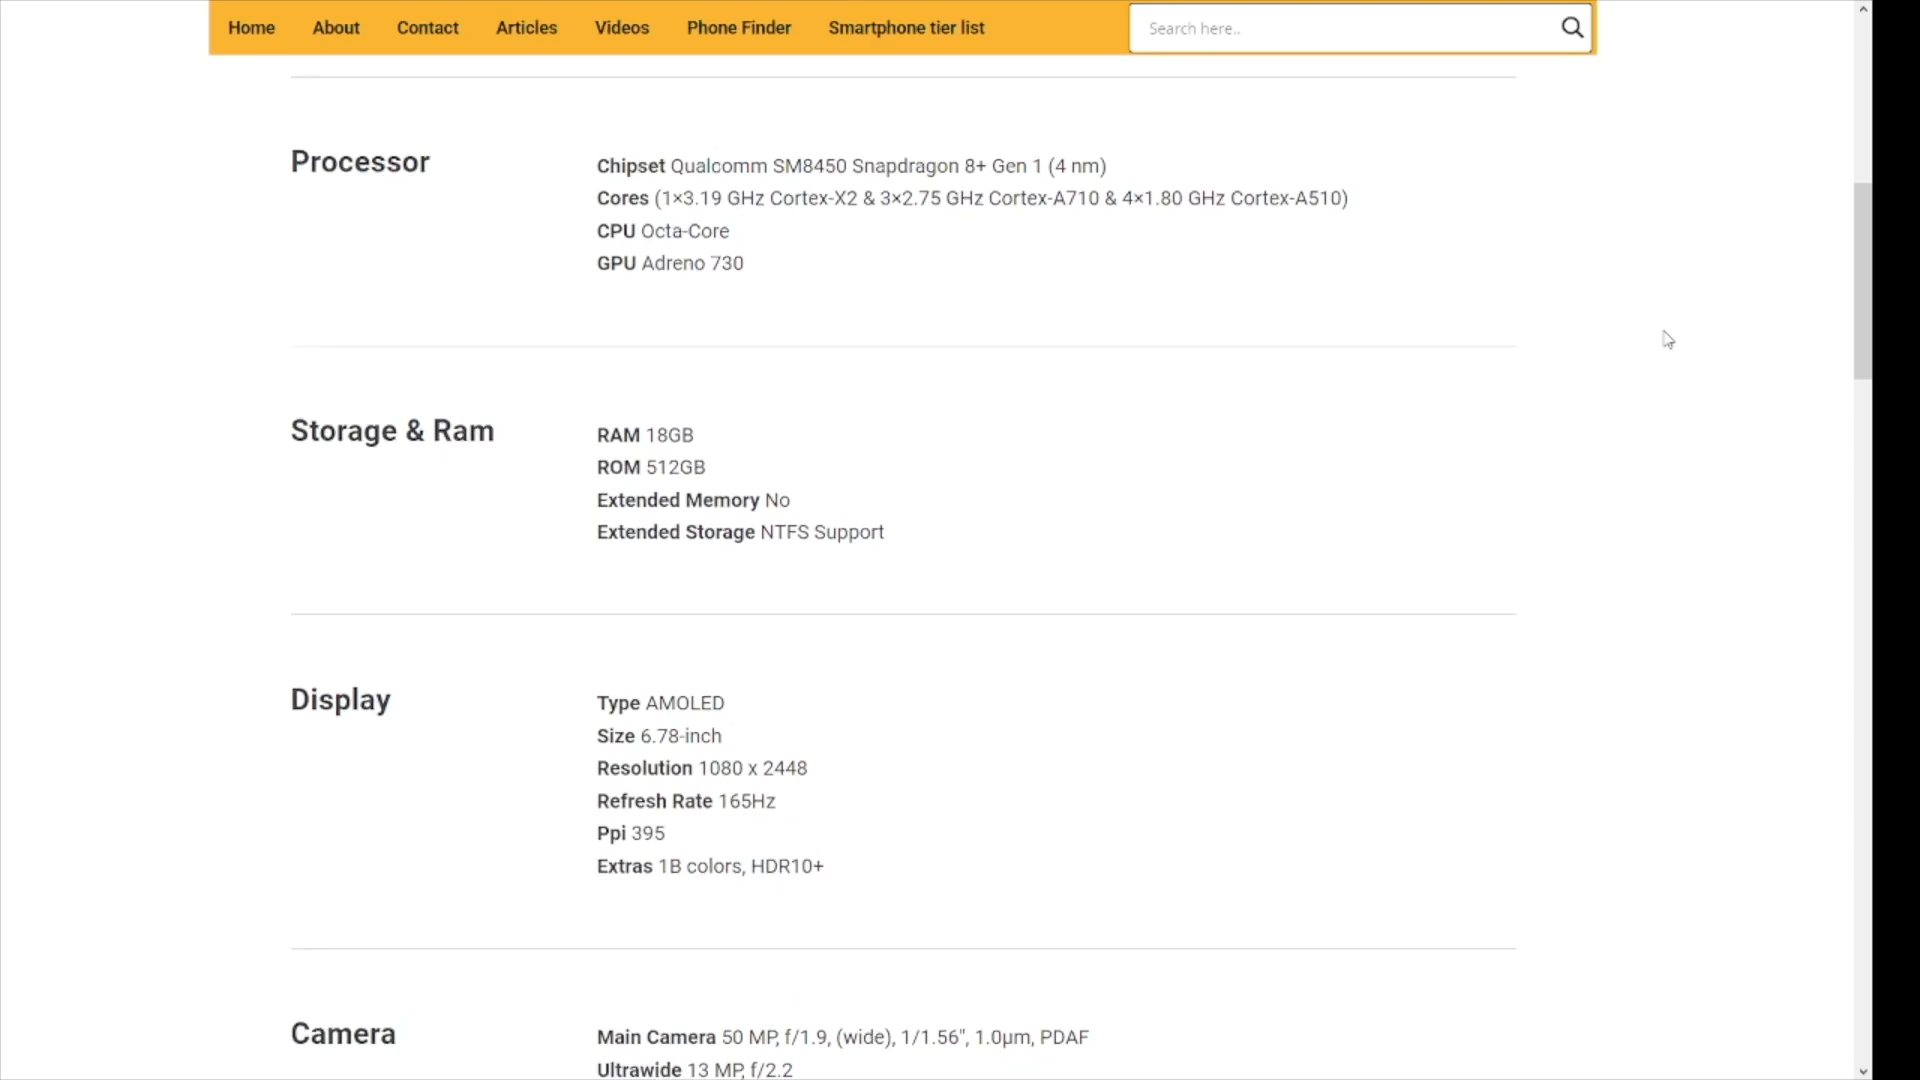 Home About Contact Articles Videos Phone Finder Smartphone tier list Search here..
Processor
Chipset Qualcomm SM8450 Snapdragon 8+ Gen 1 (4 nm)
Cores (1×3.19 GHz Cortex-X2 & 3×2.75 GHz Cortex-A710 & 4×1.80 GHz Cortex-A510)
CPU Octa-Core
GPU Adreno 730
Storage & Ram
RAM 18GB
ROM 512GB
Extended Memory No
Extended Storage NTFS Support
Display
Type AMOLED
Size 6.78-inch
Resolution 1080 x 2448
Refresh Rate 165Hz
Ppi 395
Extras 1B colors, HDR10+
Camera
Main Camera 50 MP, f/1.9, (wide), 1/1.56", 1.0µm, PDAF
Ultrawide 13 MP, f/2.2